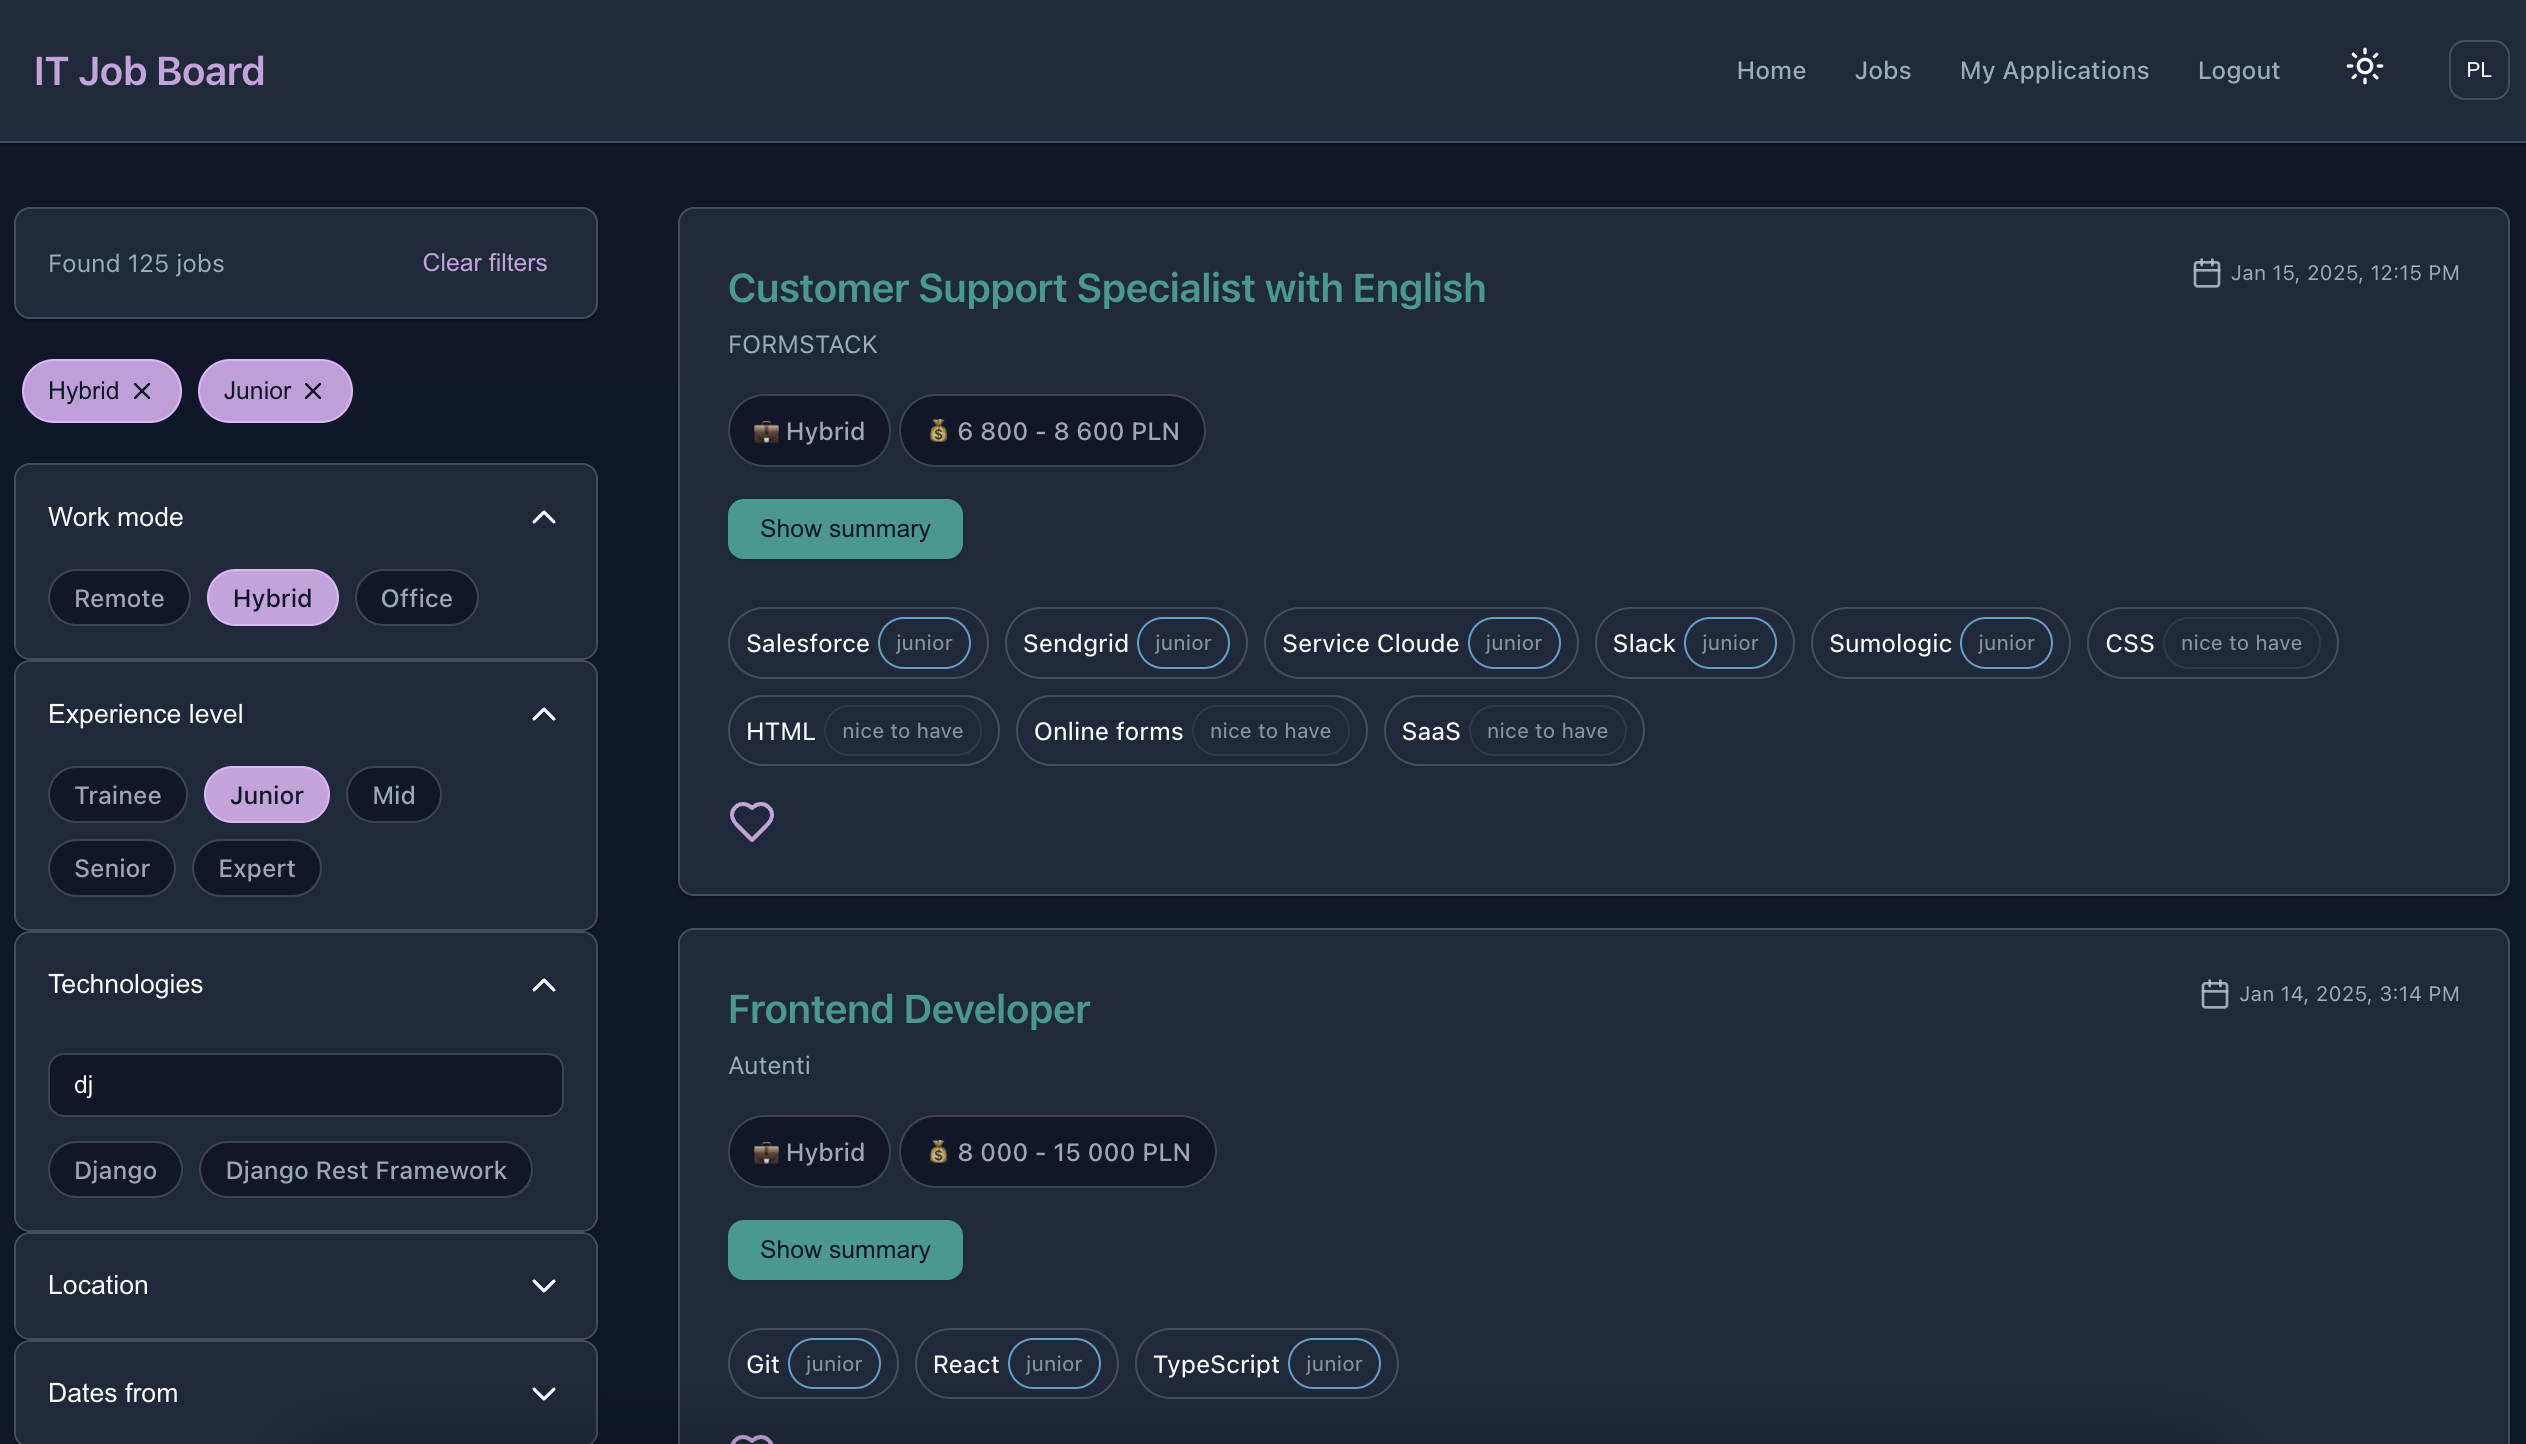 IT Job Board
Home Jobs My Applications Logout PL
Found 125 jobs Clear filters
Hybrid Junior
Work mode
Remote Hybrid Office
Experience level
Trainee Junior Mid
Senior Expert
Technologies
dj
Django Django Rest Framework
Location
Dates from
Customer Support Specialist with English
Jan 15, 2025, 12:15 PM
FORMSTACK
Hybrid 6 800 - 8 600 PLN
Show summary
Salesforce junior Sendgrid junior Service Cloude junior Slack junior Sumologic junior CSS nice to have
HTML nice to have Online forms nice to have SaaS nice to have
Frontend Developer
Jan 14, 2025, 3:14 PM
Autenti
Hybrid 8 000 - 15 000 PLN
Show summary
Git junior React junior TypeScript junior